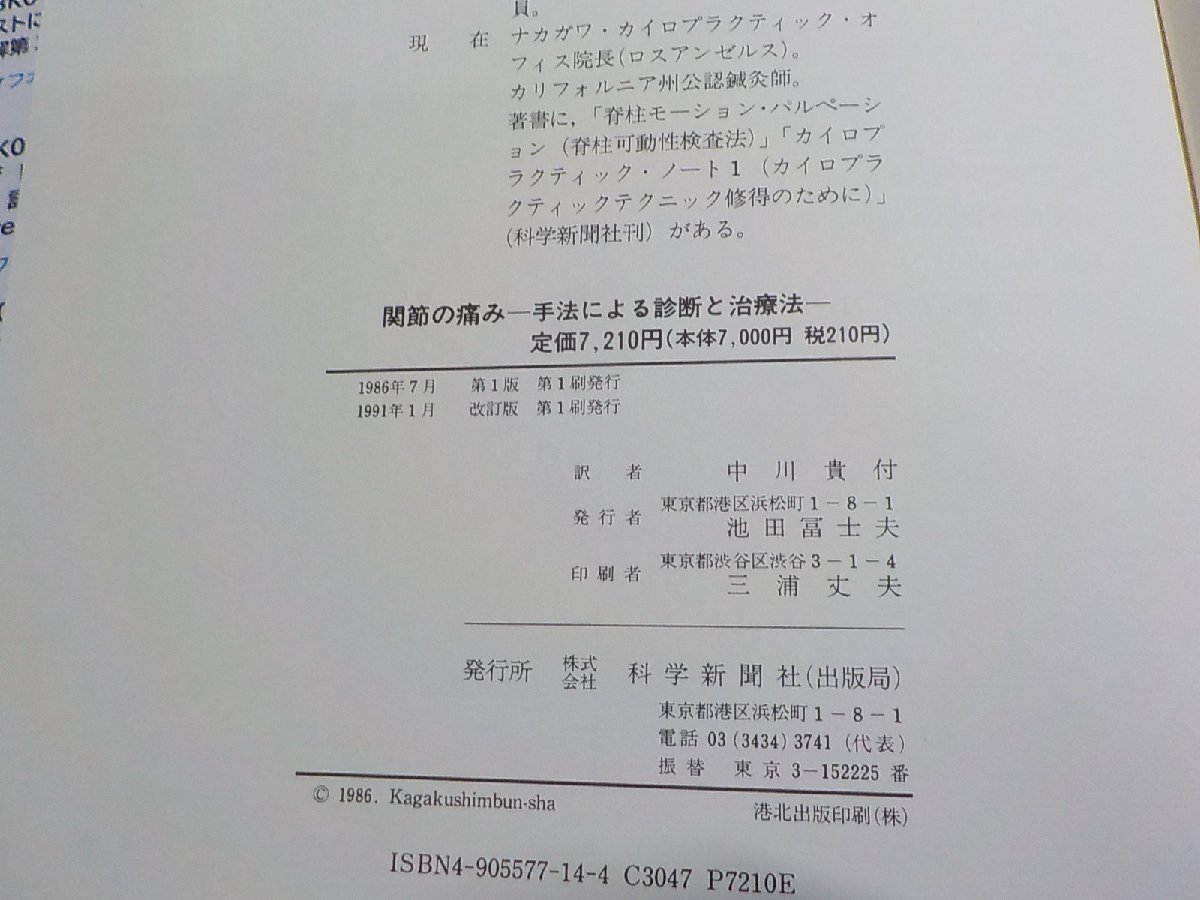 員。
現 在 ナカガワ・カイロプラクティック・オ
フィス院長(ロスアンゼルス)。
カリフォルニア州公認鍼灸師。
著書に,「脊柱モーション・パルペーシ
ョン (脊柱可動性検査法)」「カイロプ
ラクティック・ノート1 (カイロプラ
クティックテクニック修得のために)」
(科学新聞社刊) がある。
関節の痛み—手法による診断と治療法—
定価7,210円(本体7,000円 税210円)
1986年7月 第1版 第1刷発行
1991年1月 改訂版 第1刷発行
訳 者 中川貴付
東京都港区浜松町1-8-1
発行者 池田冨士夫
東京都渋谷区渋谷3-1-4
印刷者 三浦丈夫
発行所 株式会社 科学新聞社(出版局)
東京都港区浜松町1-8-1
電話 03(3434)3741 (代表)
振替 東京3-152225番
© 1986. Kagakushimbun-sha
港北出版印刷(株)
ISBN4-905577-14-4 C3047 P7210E